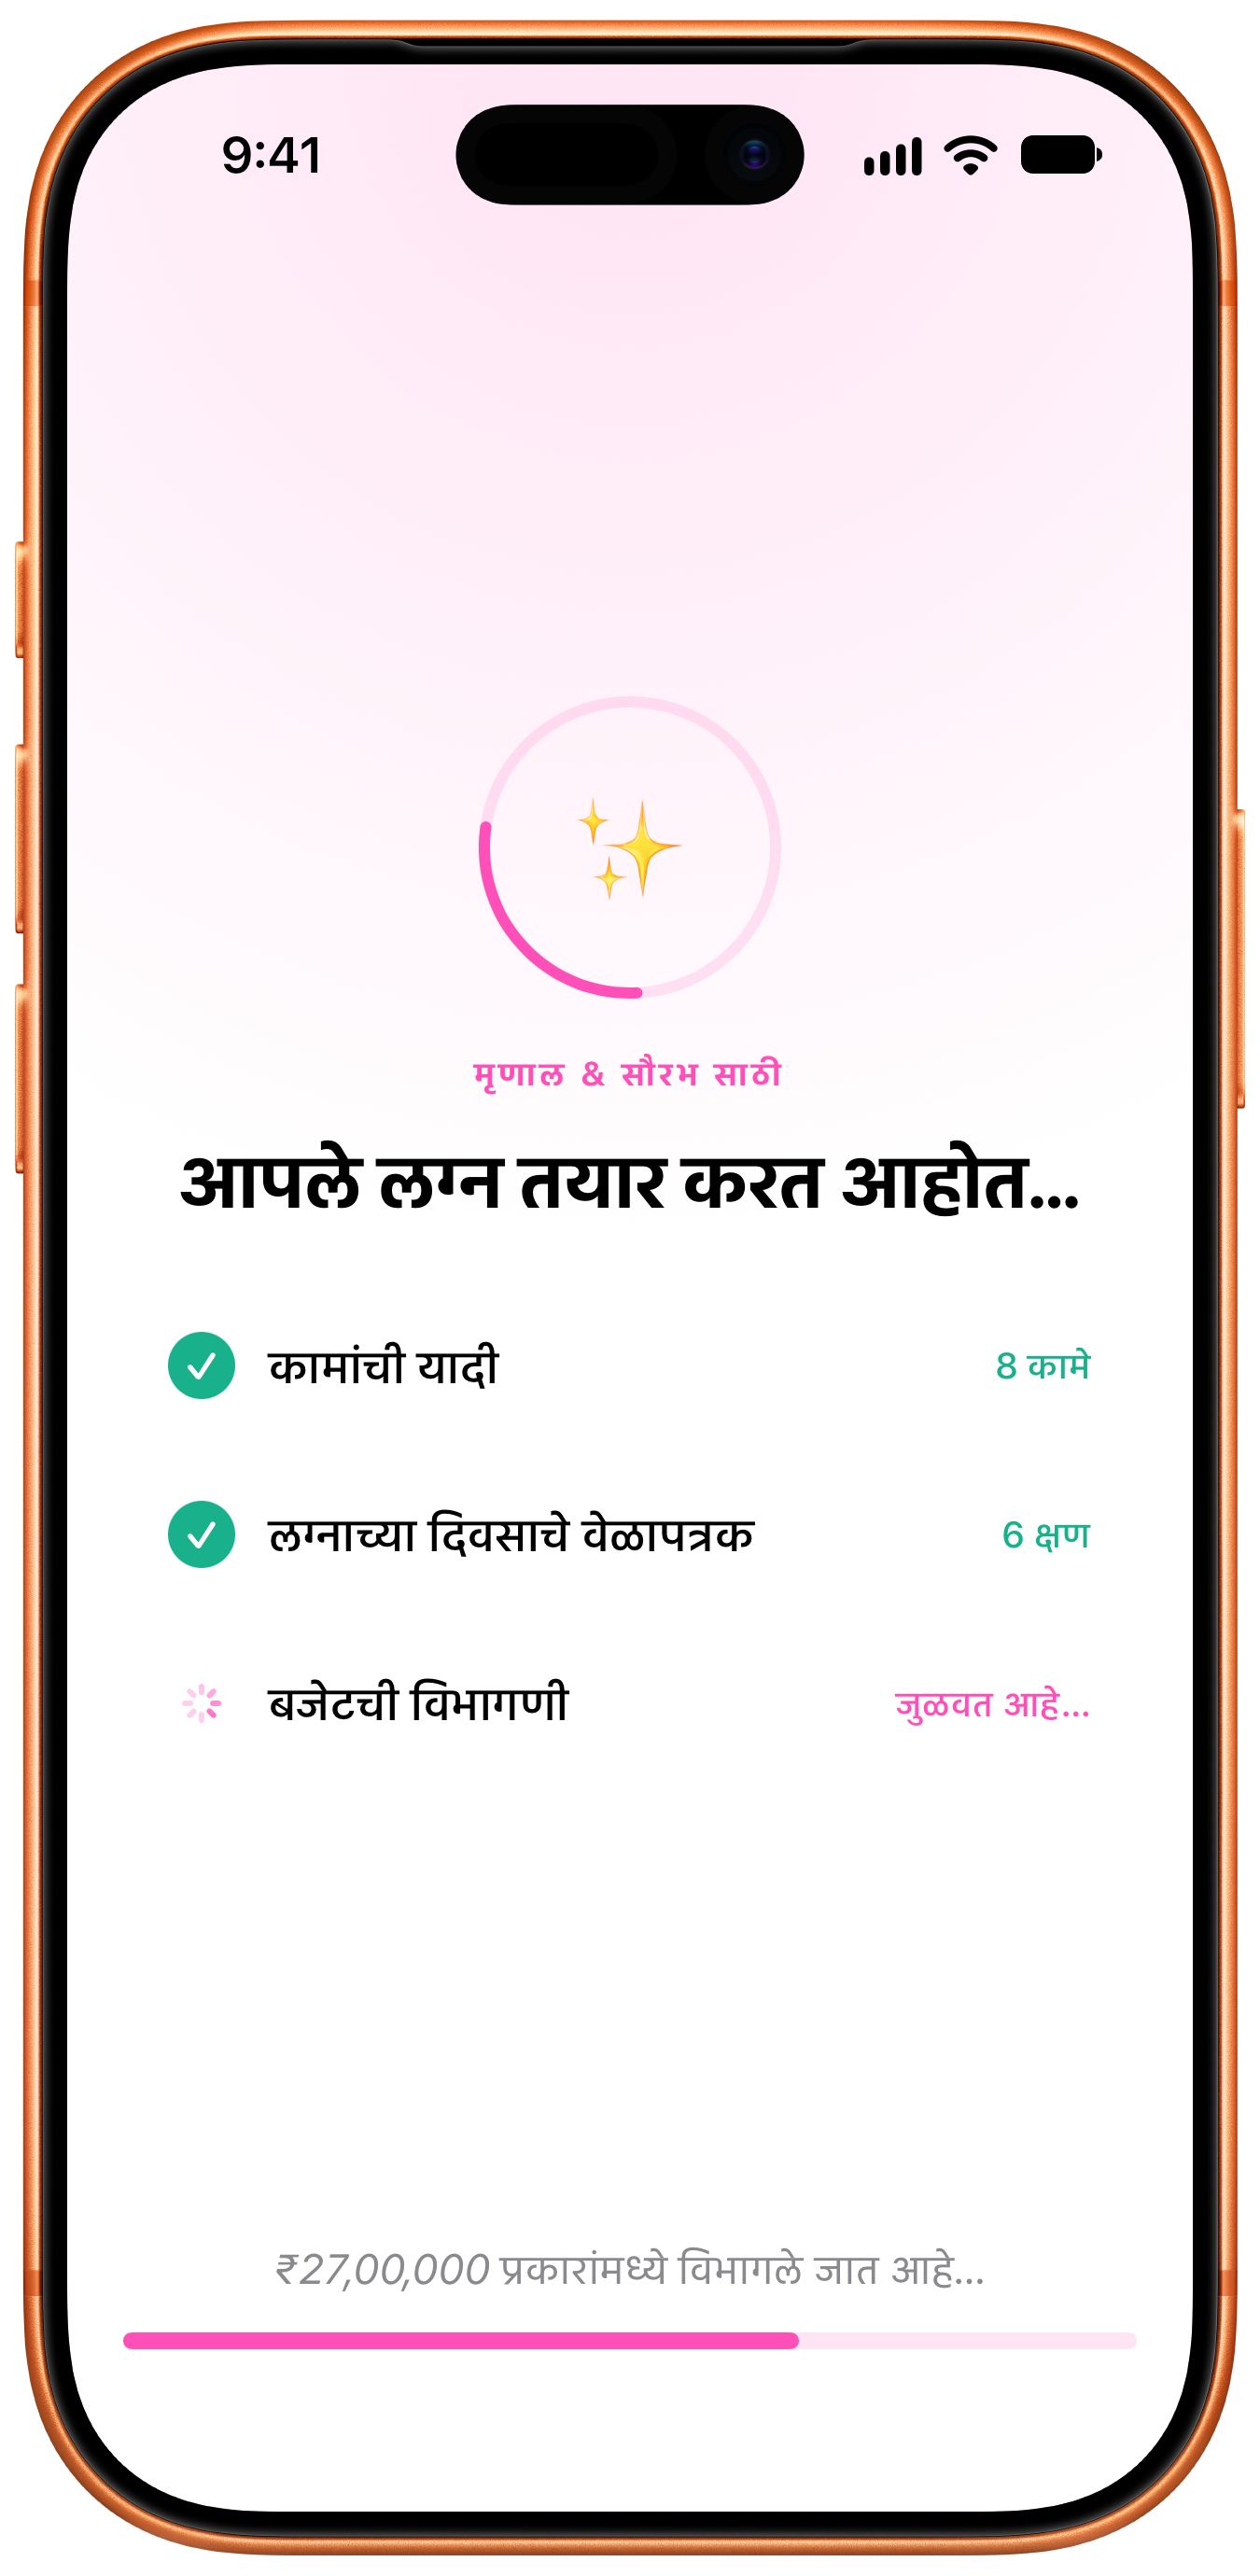 9:41
मृणाल & सौरभ साठी
आपले लग्न तयार करत आहोत...
कामांची यादी
8 कामे
लग्नाच्या दिवसाचे वेळापत्रक
6 क्षण
बजेटची विभागणी
जुळवत आहे...
₹27,00,000 प्रकारांमध्ये विभागले जात आहे...